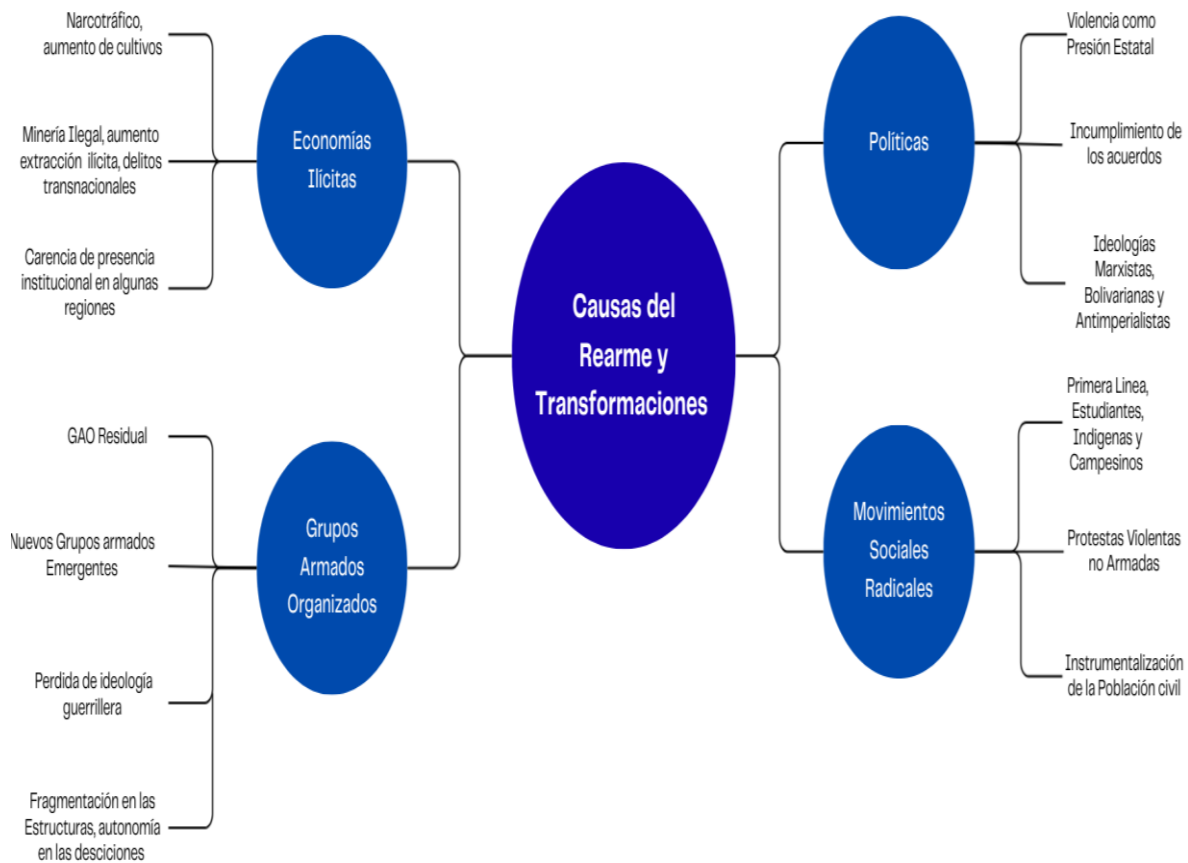 Narcotráfico,
aumento de cultivos
Minería Ilegal, aumento
extracción ilícita, delitos
transnacionales
Carencia de presencia
institucional en algunas
regiones
Economías
Ilícitas
GAO Residual
Nuevos Grupos armados
Emergentes
Perdida de ideología
guerrillera
Fragmentación en las
Estructuras, autonomía
en las desciciones
Grupos
Armados
Organizados
Causas del
Rearme y
Transformaciones
Políticas
Violencia como
Presión Estatal
Incumplimiento de
los acuerdos
Ideologías
Marxistas,
Bolivarianas y
Antimperialistas
Movimientos
Sociales
Radicales
Primera Linea,
Estudiantes,
Indigenas y
Campesinos
Protestas Violentas
no Armadas
Instrumentalización
de la Población civil